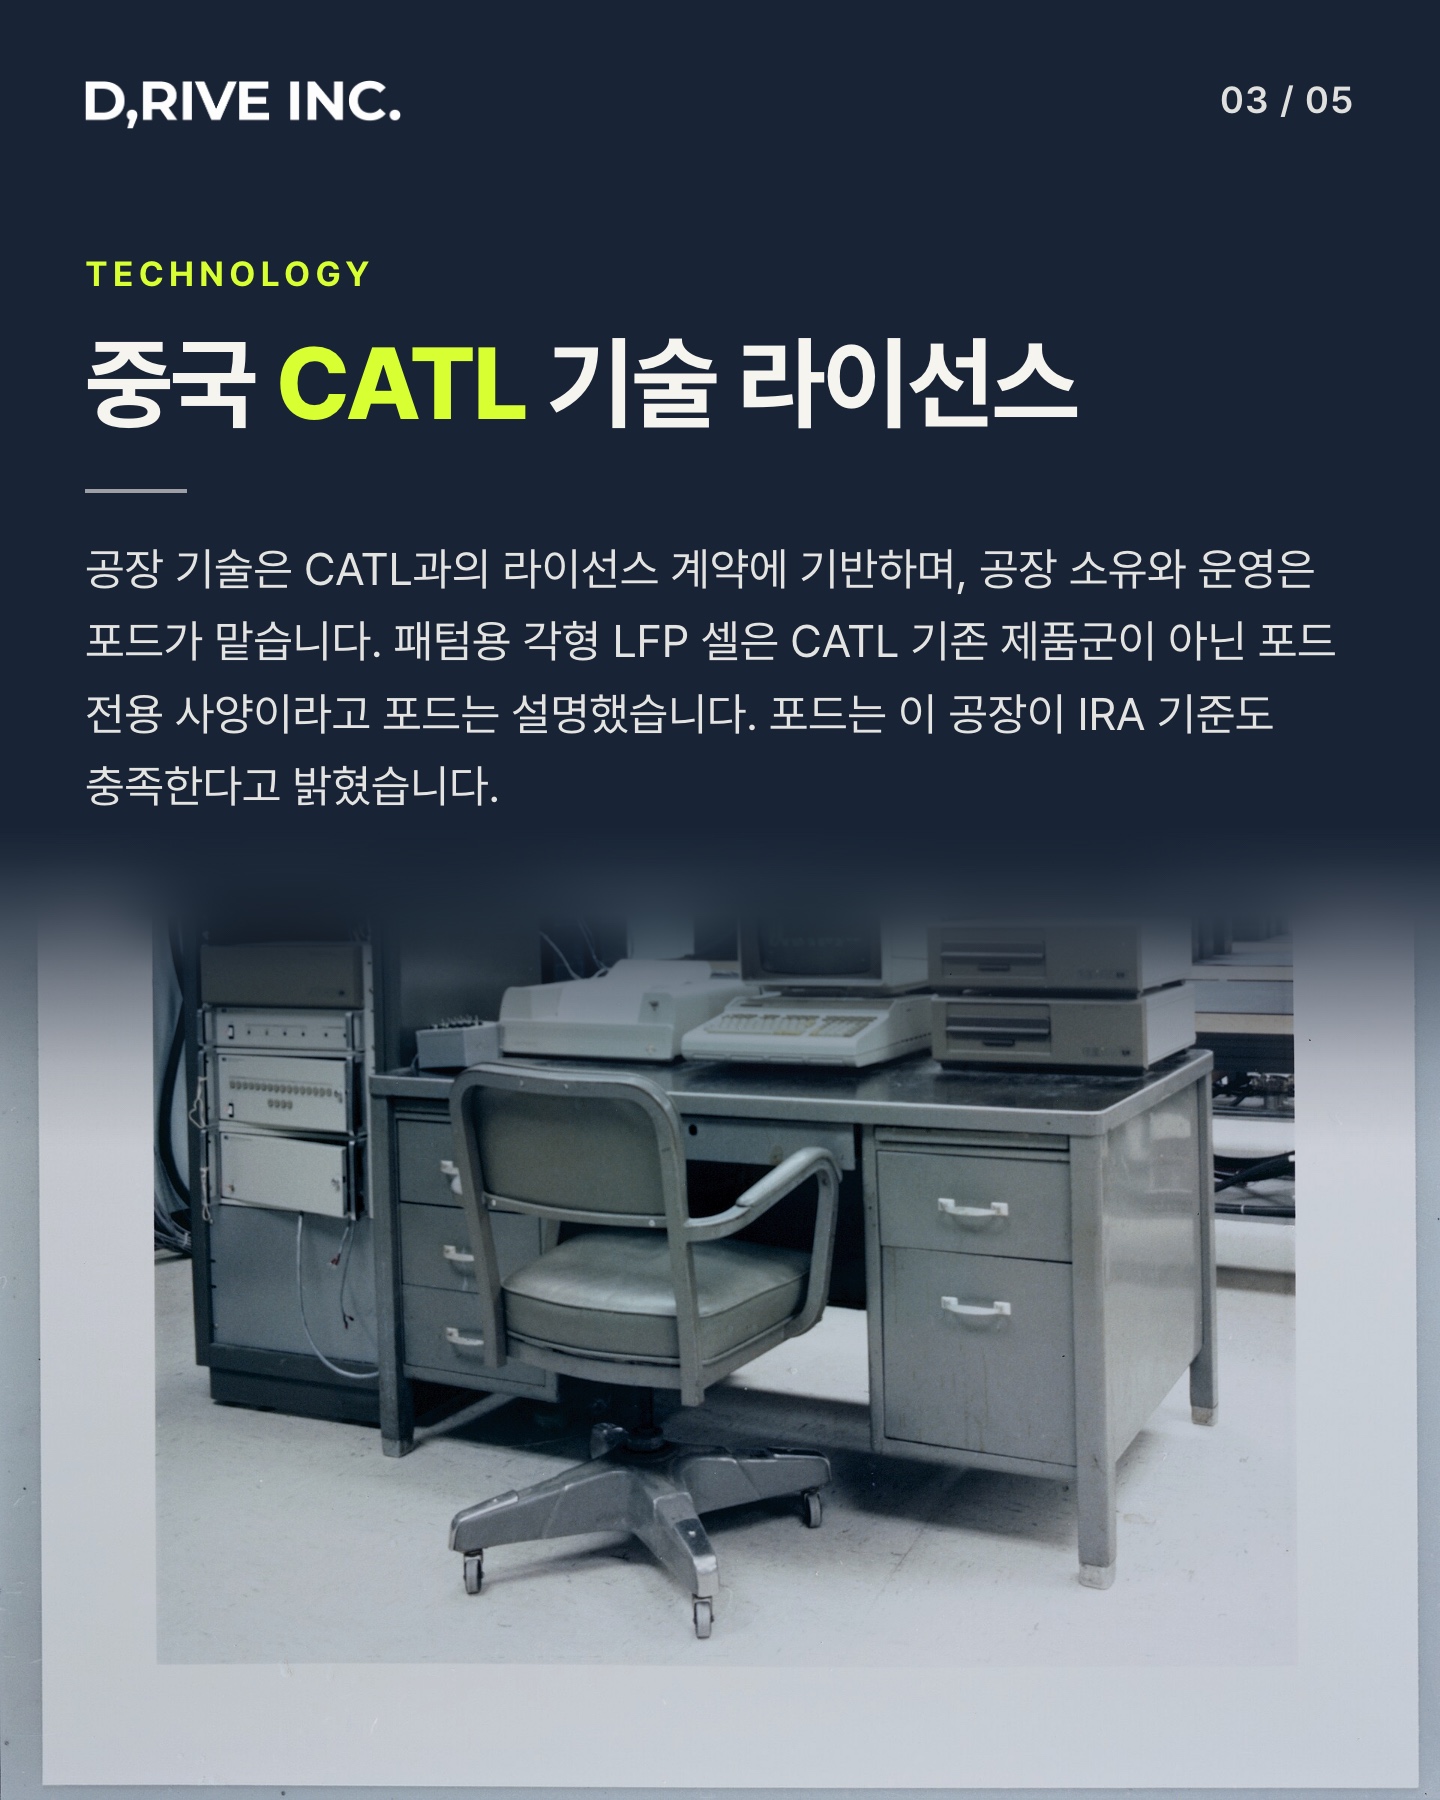 D,RIVE INC.
03 / 05
TECHNOLOGY
중국 CATL 기술 라이선스
공장 기술은 CATL과의 라이선스 계약에 기반하며, 공장 소유와 운영은
포드가 맡습니다. 패텀용 각형 LFP 셀은 CATL 기존 제품군이 아닌 포드
전용 사양이라고 포드는 설명했습니다. 포드는 이 공장이 IRA 기준도
충족한다고 밝혔습니다.